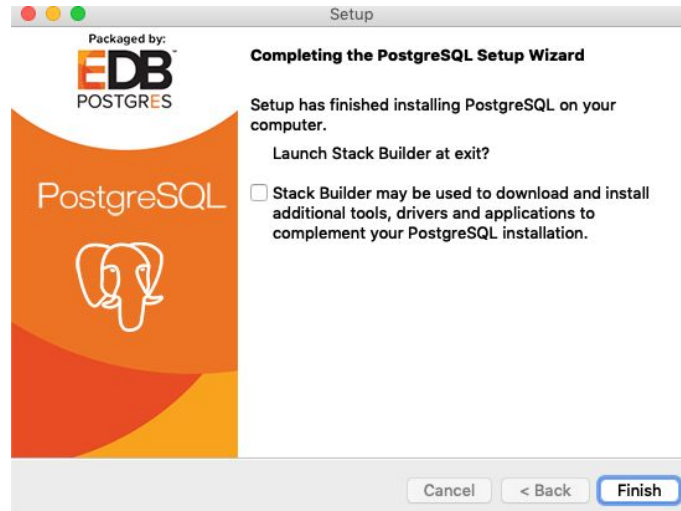 Setup
Packaged by:
EDB
POSTGRES
PostgreSQL
Completing the PostgreSQL Setup Wizard
Setup has finished installing PostgreSQL on your
computer.
Launch Stack Builder at exit?
Stack Builder may be used to download and install
additional tools, drivers and applications to
complement your PostgreSQL installation.
Cancel
< Back
Finish